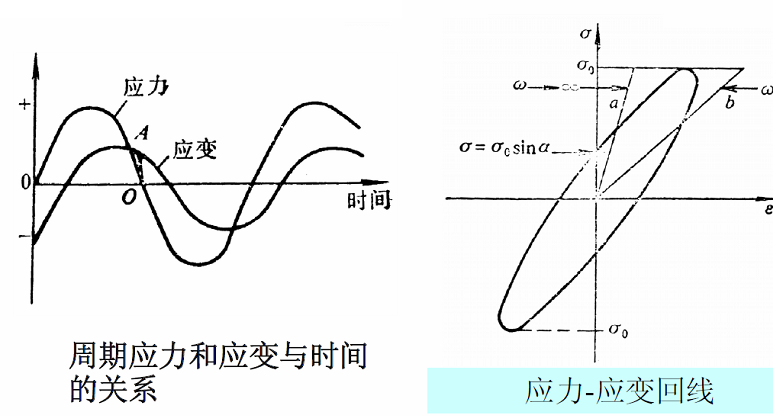 +
应力
A
应变
0
O
时间
−
周期应力和应变与时间
的关系
σ
σ₀
ω
∞
a
b
ω
σ = σ₀ sin α
ε
σ₀
应力-应变回线